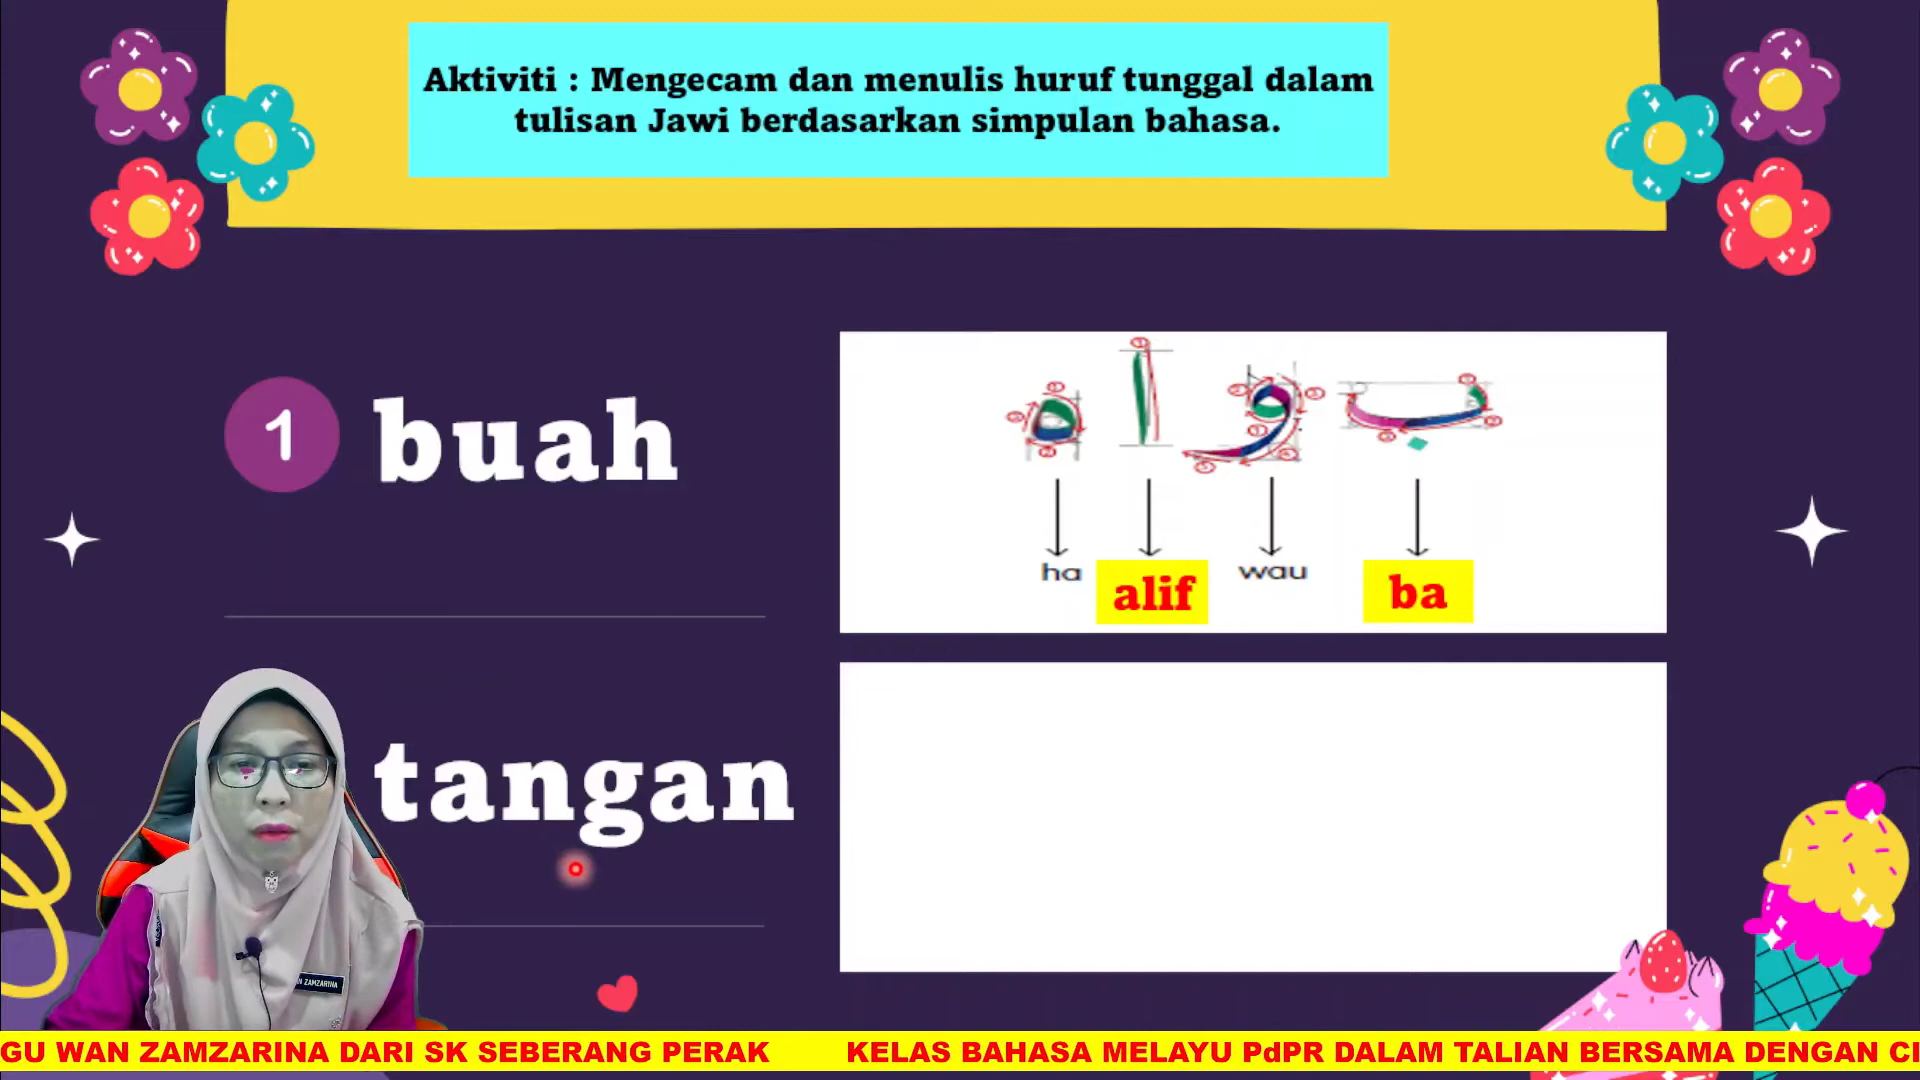 Aktiviti : Mengecam dan menulis huruf tunggal dalam
tulisan Jawi berdasarkan simpulan bahasa.
1 buah
ب و ا ه
ha alif wau ba
tangan
N ZAMZARINA
GU WAN ZAMZARINA DARI SK SEBERANG PERAK KELAS BAHASA MELAYU PdPR DALAM TALIAN BERSAMA DENGAN CI